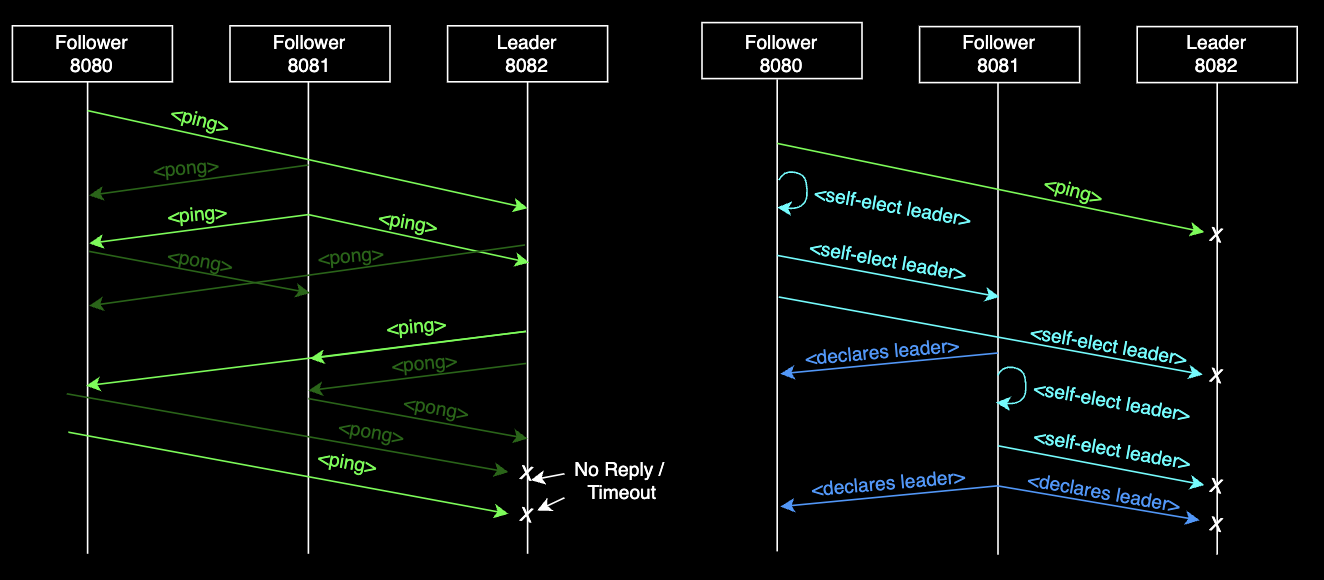 Follower
8080
Follower
8081
Leader
8082
<ping>
<pong>
<ping>
<ping>
<pong>
<pong>
<ping>
<pong>
<pong>
<pong>
<ping>
X
No Reply /
Timeout
X
Follower
8080
Follower
8081
Leader
8082
<ping>
X
<self-elect leader>
<self-elect leader>
<self-elect leader>
X
<declares leader>
<self-elect leader>
<self-elect leader>
X
<declares leader>
<declares leader>
X